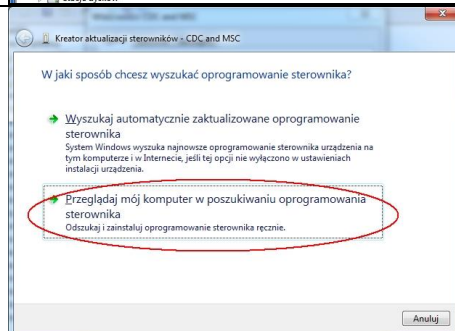 Stacje dysków
Kreator aktualizacji sterowników - CDC and MSC
W jaki sposób chcesz wyszukać oprogramowanie sterownika?
Wyszukaj automatycznie zaktualizowane oprogramowanie
sterownika
System Windows wyszuka najnowsze oprogramowanie sterownika urządzenia na
tym komputerze i w Internecie, jeśli tej opcji nie wyłączono w ustawieniach
instalacji urządzenia.
Przeglądaj mój komputer w poszukiwaniu oprogramowania
sterownika
Odszukaj i zainstaluj oprogramowanie sterownika ręcznie.
Anuluj